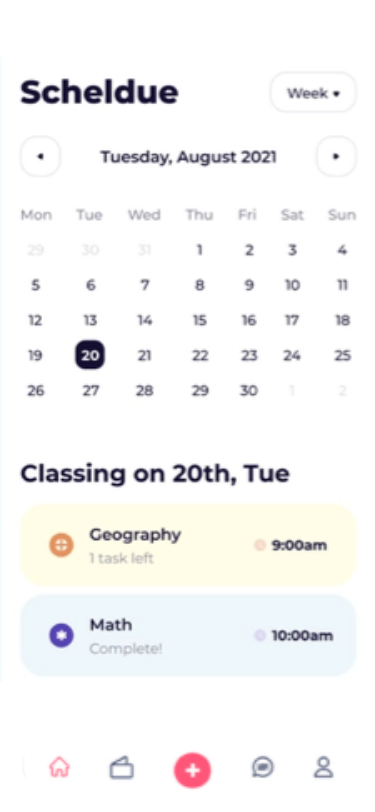 Scheldue
Week
Tuesday, August 2021
Mon Tue Wed Thu Fri Sat Sun
29 30 31 1 2 3 4
5 6 7 8 9 10 11
12 13 14 15 16 17 18
19 20 21 22 23 24 25
26 27 28 29 30 1 2
Classing on 20th, Tue
Geography
1 task left
9:00am
Math
Complete!
10:00am